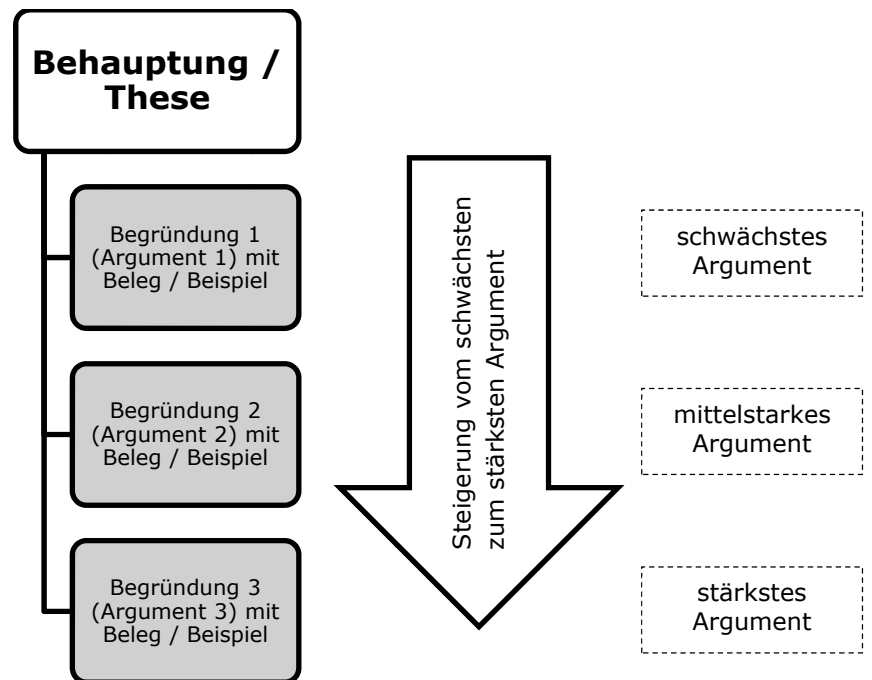 Behauptung /
These
Begründung 1
(Argument 1) mit
Beleg / Beispiel
Begründung 2
(Argument 2) mit
Beleg / Beispiel
Begründung 3
(Argument 3) mit
Beleg / Beispiel
Steigerung vom schwächsten
zum stärksten Argument
schwächstes
Argument
mittelstarkes
Argument
stärkstes
Argument